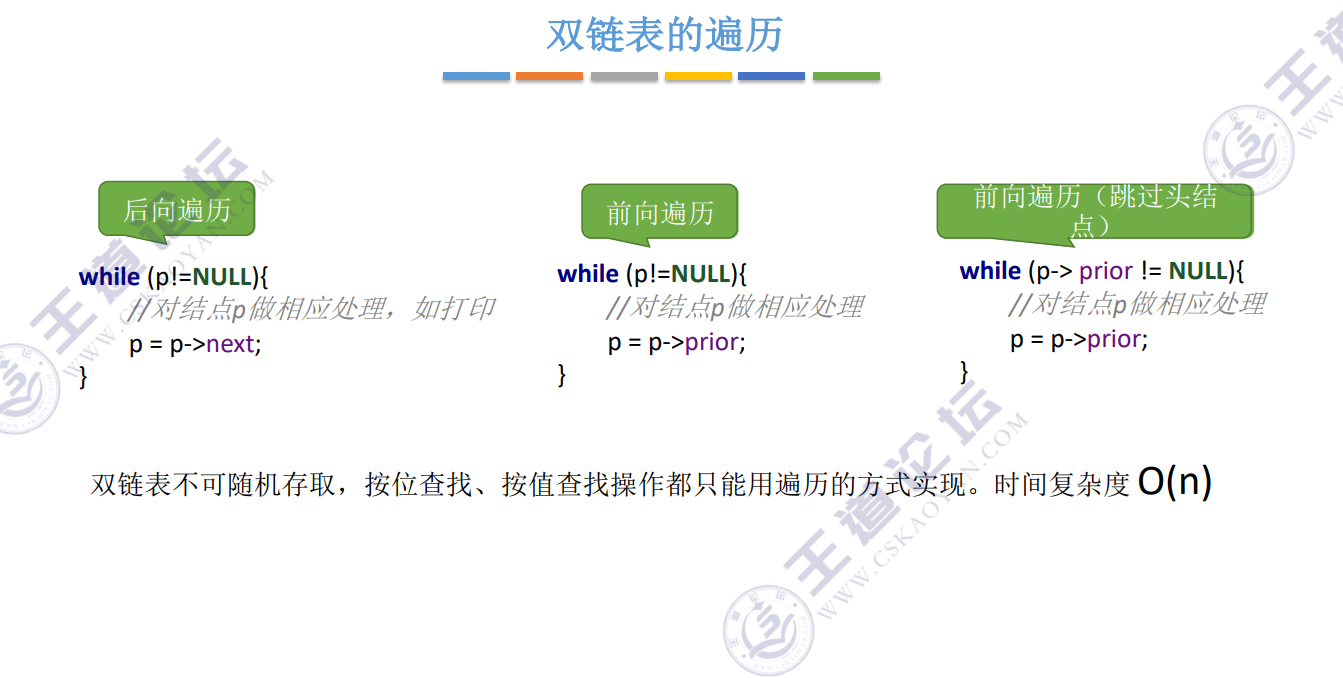 双链表的遍历
后向遍历
while (p!=NULL){
//对结点p做相应处理，如打印
p = p->next;
}
前向遍历
while (p!=NULL){
//对结点p做相应处理
p = p->prior;
}
前向遍历（跳过头结
点）
while (p-> prior != NULL){
//对结点p做相应处理
p = p->prior;
}
双链表不可随机存取，按位查找、按值查找操作都只能用遍历的方式实现。时间复杂度 O(n)
王道论坛
WWW.CSKAOYAN.COM
王道论坛
WWW.CSKAOYAN.COM
王道
WWW